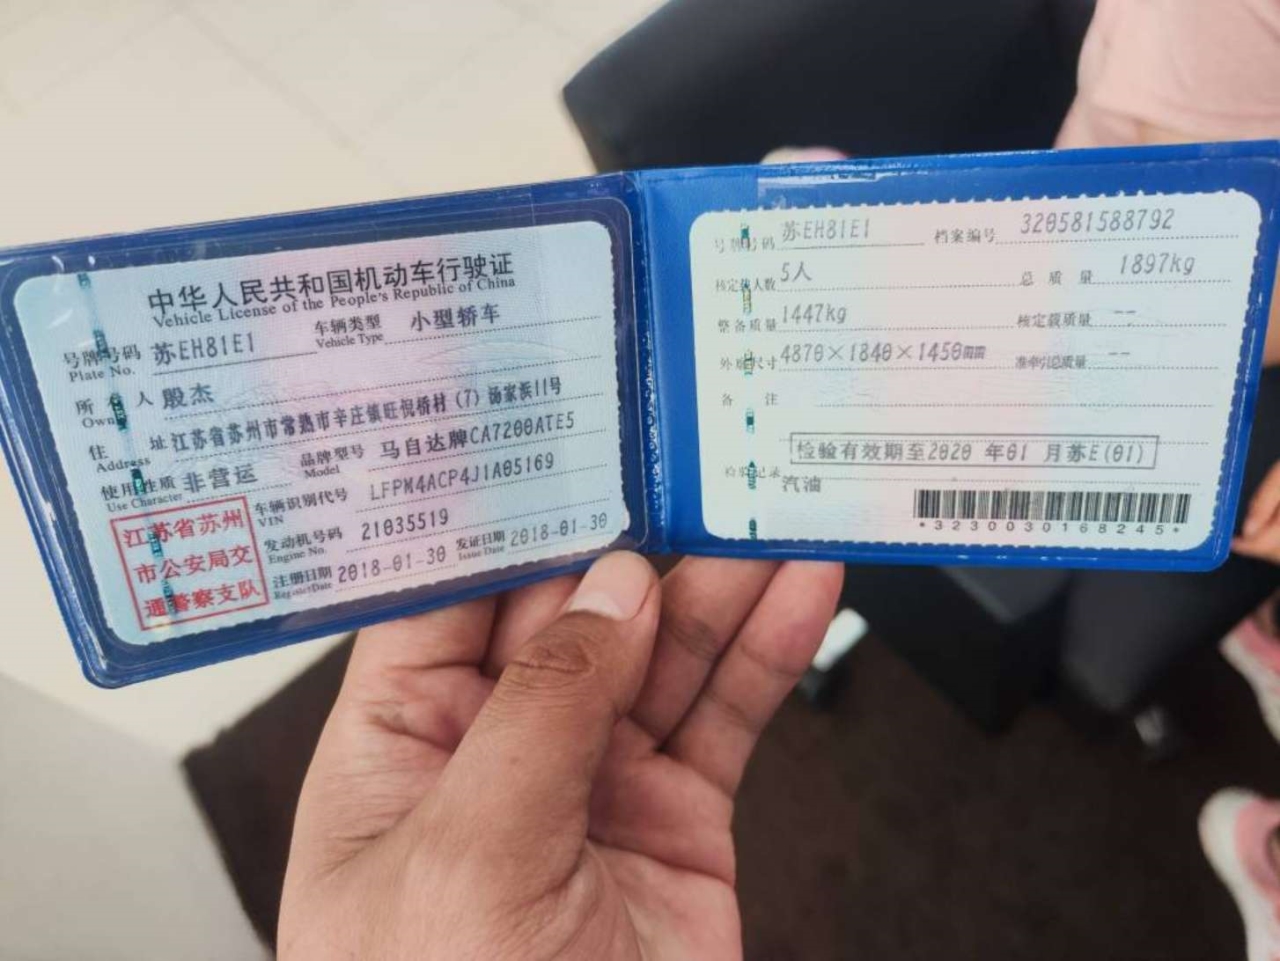 中华人民共和国机动车行驶证
Vehicle License of the People's Republic of China
号牌号码 苏EH81E1 车辆类型 小型轿车
Plate No. Vehicle Type
所 人 殷杰
Owner
住 址 江苏省苏州市常熟市辛庄镇旺倪桥村(7)汤家浜11号
Address
品牌型号 马自达牌CA7200ATE5
Model
使用性质 非营运
Use Character
车辆识别代号 LFPM4ACP4J1A05169
VIN
发动机号码 21035519
Engine No.
注册日期 2018-01-30 发证日期 2018-01-30
Register Date Issue Date
江苏省苏州
市公安局交
通警察支队
号牌号码 苏EH81E1 档案编号 320581588792
核定载人数 5人 总质量 1897kg
整备质量 1447kg 核定载质量 --
外廓尺寸 4870×1840×1450mm 准牵引总质量 --
备 注
检验有效期至2020年01月苏E(01)
检验记录
汽油
*3230030168245*